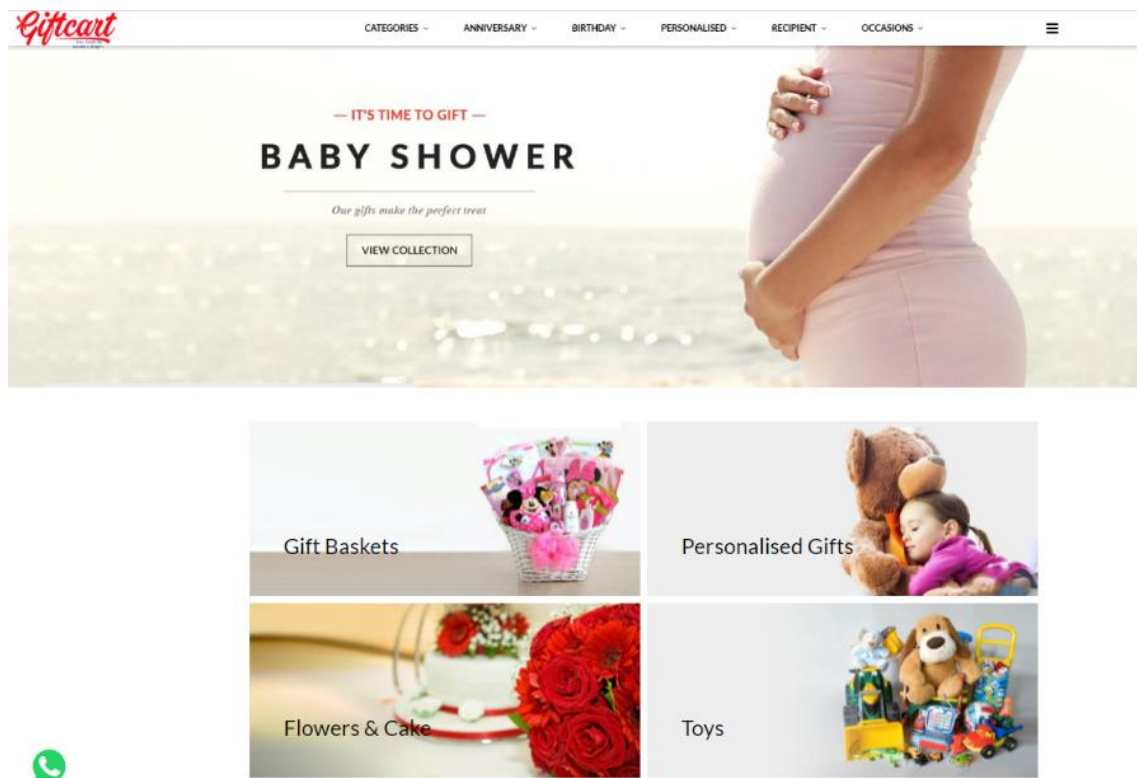 Giftcart
CATEGORIES
ANNIVERSARY
BIRTHDAY
PERSONALISED
RECIPIENT
OCCASIONS
— IT'S TIME TO GIFT —
BABY SHOWER
Our gifts make the perfect treat
VIEW COLLECTION
Gift Baskets
Personalised Gifts
Flowers & Cake
Toys